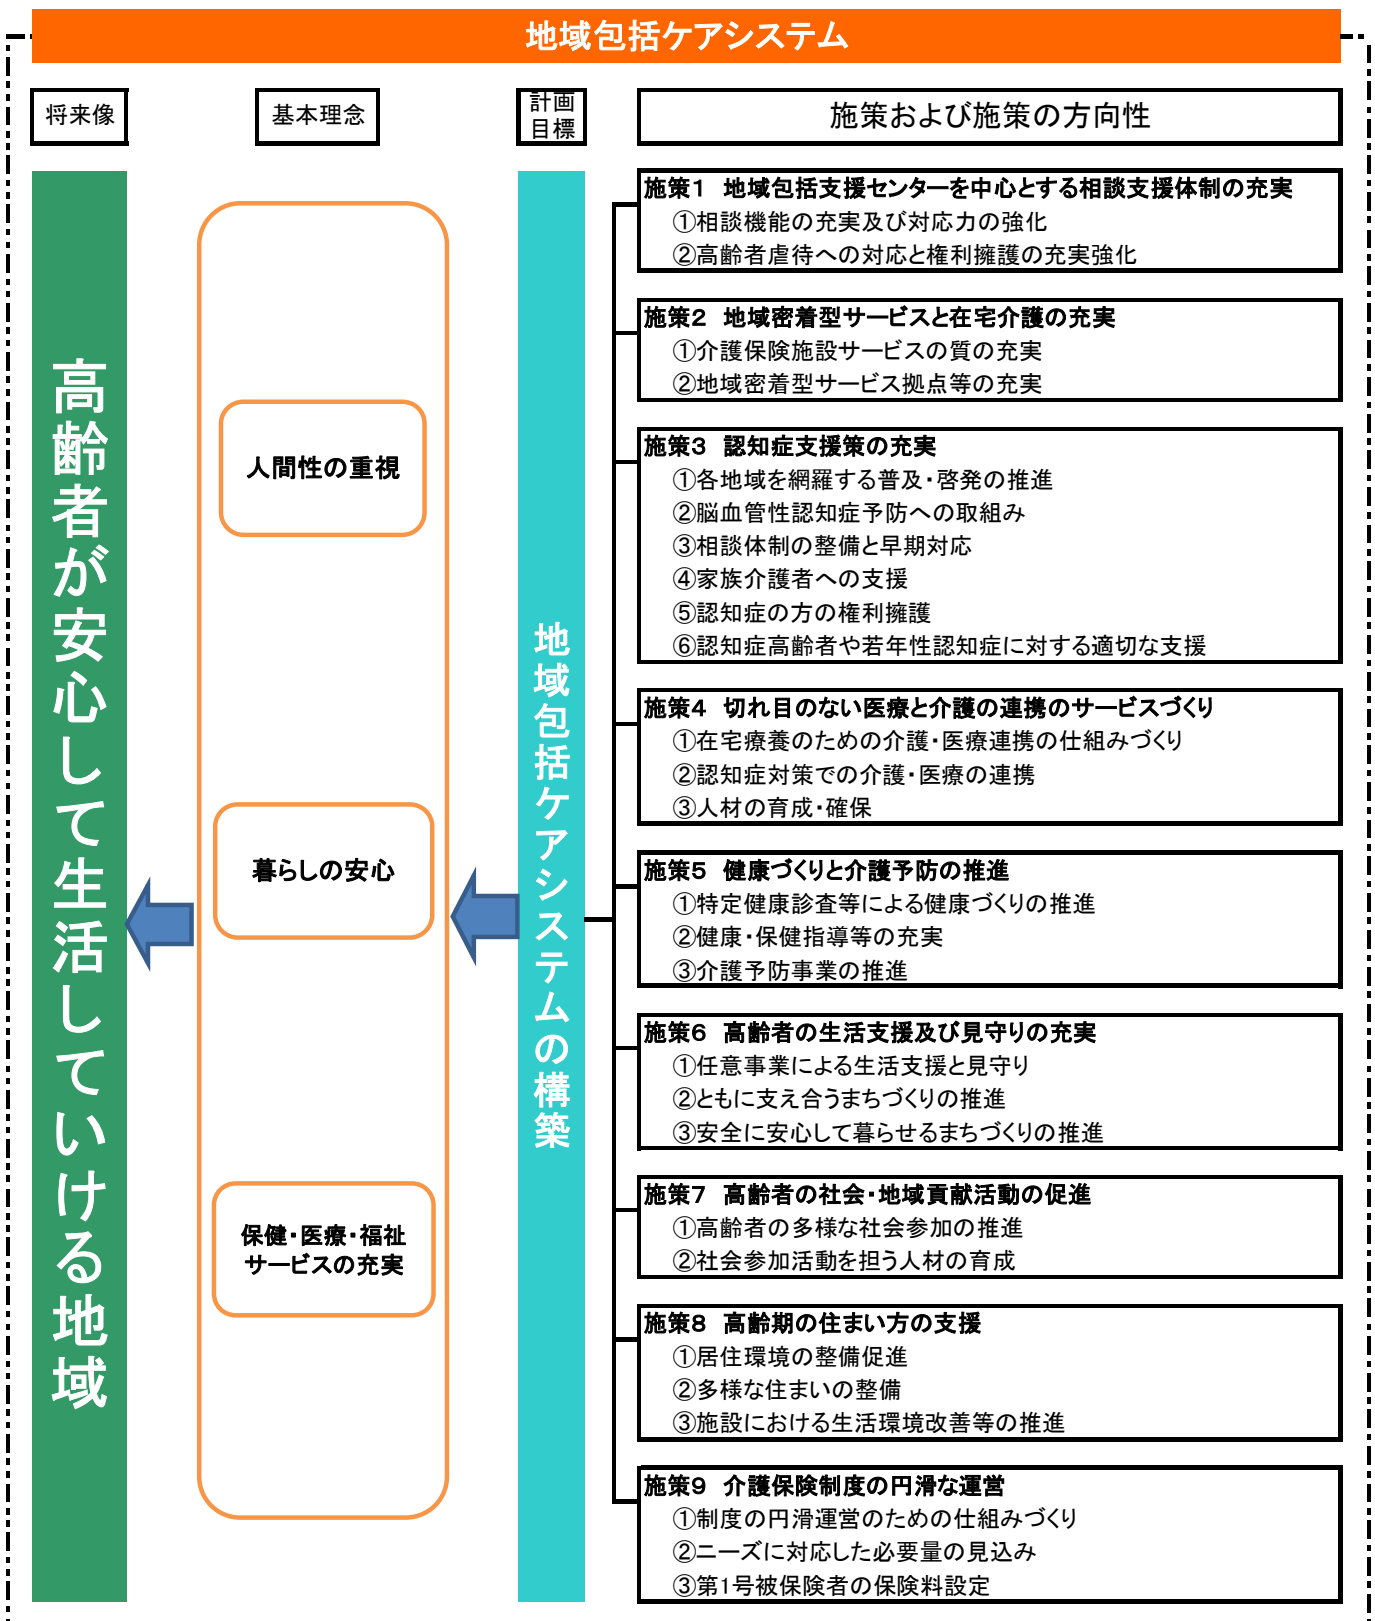 地域包括ケアシステム
将来像
基本理念
計画
目標
施策および施策の方向性
高齢者が安心して生活していける地域
人間性の重視
暮らしの安心
保健・医療・福祉
サービスの充実
地域包括ケアシステムの構築
施策1 地域包括支援センターを中心とする相談支援体制の充実
①相談機能の充実及び対応力の強化
②高齢者虐待への対応と権利擁護の充実強化
施策2 地域密着型サービスと在宅介護の充実
①介護保険施設サービスの質の充実
②地域密着型サービス拠点等の充実
施策3 認知症支援策の充実
①各地域を網羅する普及・啓発の推進
②脳血管性認知症予防への取組み
③相談体制の整備と早期対応
④家族介護者への支援
⑤認知症の方の権利擁護
⑥認知症高齢者や若年性認知症に対する適切な支援
施策4 切れ目のない医療と介護の連携のサービスづくり
①在宅療養のための介護・医療連携の仕組みづくり
②認知症対策での介護・医療の連携
③人材の育成・確保
施策5 健康づくりと介護予防の推進
①特定健康診査等による健康づくりの推進
②健康・保健指導等の充実
③介護予防事業の推進
施策6 高齢者の生活支援及び見守りの充実
①任意事業による生活支援と見守り
②ともに支え合うまちづくりの推進
③安全に安心して暮らせるまちづくりの推進
施策7 高齢者の社会・地域貢献活動の促進
①高齢者の多様な社会参加の推進
②社会参加活動を担う人材の育成
施策8 高齢期の住まい方の支援
①居住環境の整備促進
②多様な住まいの整備
③施設における生活環境改善等の推進
施策9 介護保険制度の円滑な運営
①制度の円滑運営のための仕組みづくり
②ニーズに対応した必要量の見込み
③第1号被保険者の保険料設定